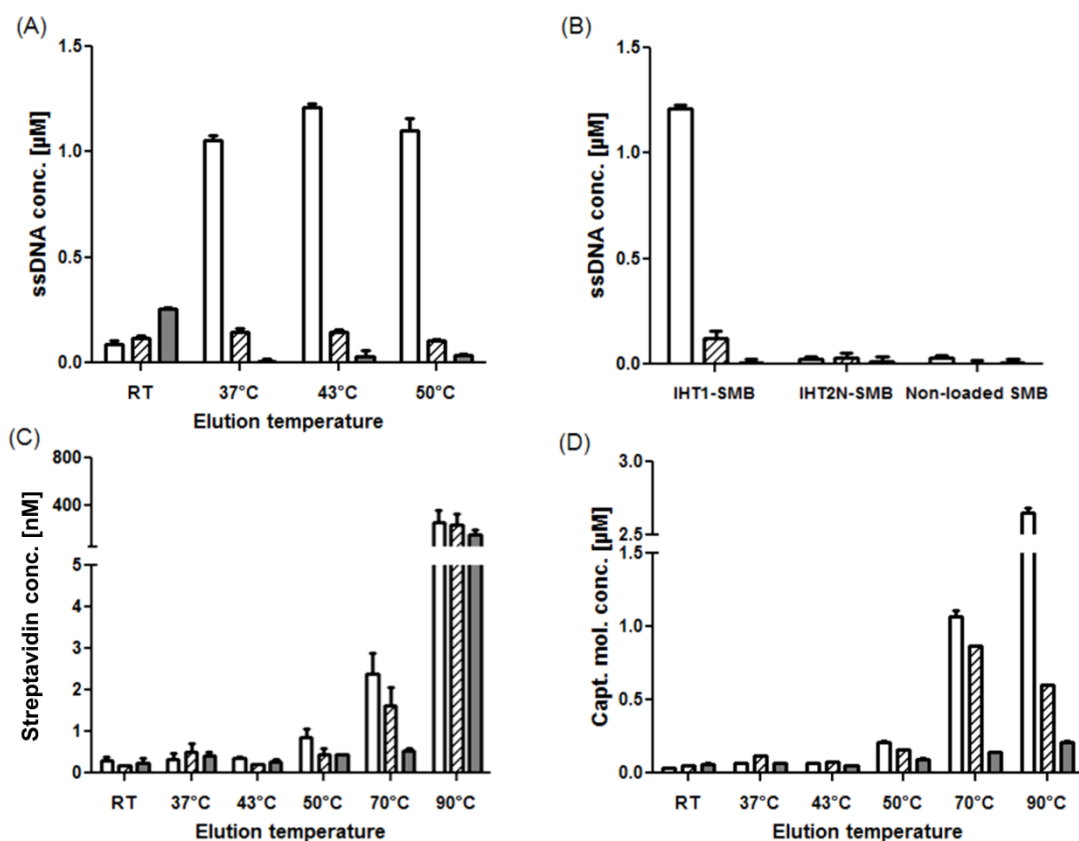 (A)
ssDNA conc. [µM]
1.5
1.0
0.5
0.0
RT 37°C 43°C 50°C
Elution temperature
(B)
ssDNA conc. [µM]
1.5
1.0
0.5
0.0
IHT1-SMB IHT2N-SMB Non-loaded SMB
(C)
Streptavidin conc. [nM]
800
400
5
4
3
2
1
0
RT 37°C 43°C 50°C 70°C 90°C
Elution temperature
(D)
Capt. mol. conc. [µM]
3.0
2.5
1.5
1.0
0.5
0.0
RT 37°C 43°C 50°C 70°C 90°C
Elution temperature